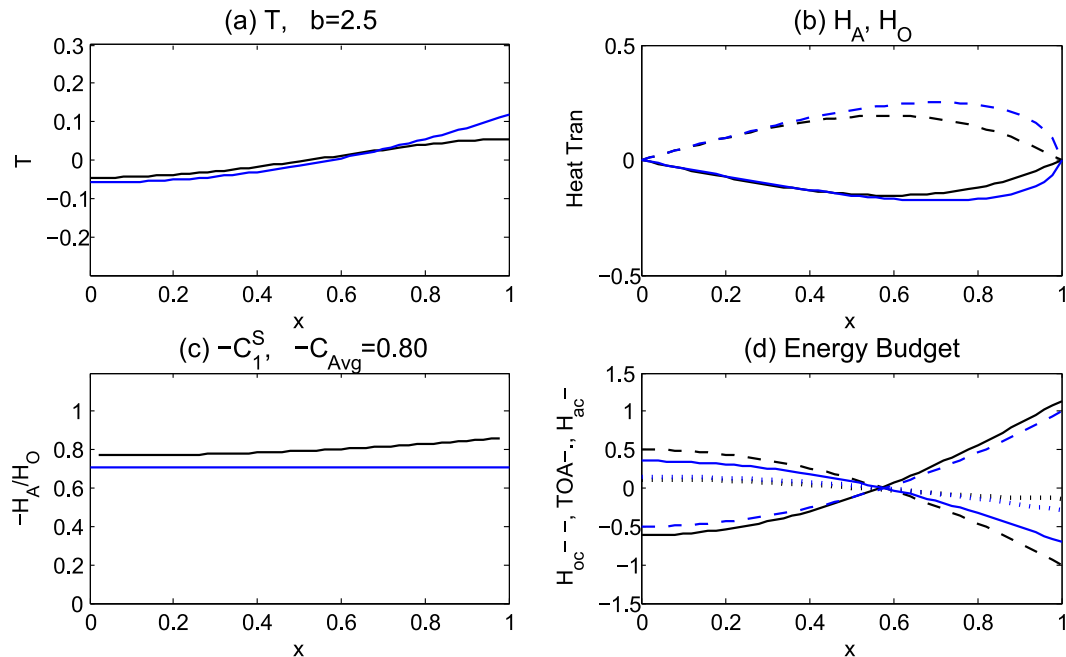 (a) T, b=2.5
0.3
0.2
0.1
0
−0.1
−0.2
T
0 0.2 0.4 0.6 0.8 1
x
(b) H_A, H_O
0.5
0
−0.5
Heat Tran
0 0.2 0.4 0.6 0.8 1
x
(c) −C_1^S, −C_Avg=0.80
1
0.8
0.6
0.4
0.2
0
−H_A/H_O
0 0.2 0.4 0.6 0.8 1
x
(d) Energy Budget
1.5
1
0.5
0
−0.5
−1
−1.5
H_oc− −, TOA−., H_ac−
0 0.2 0.4 0.6 0.8 1
x